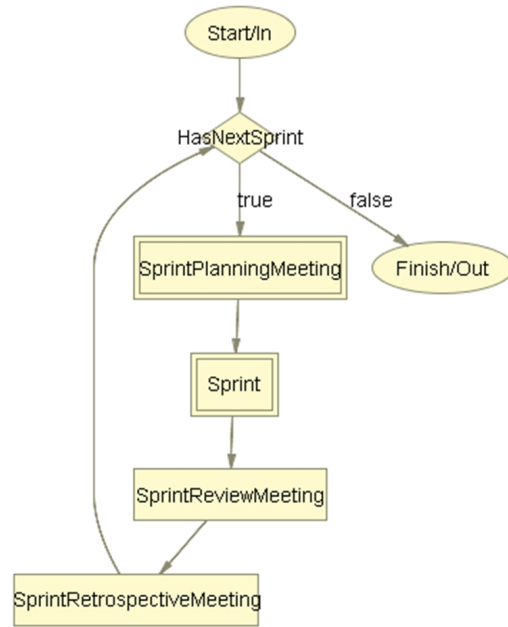 Start/In
HasNextSprint
true
false
SprintPlanningMeeting
Finish/Out
Sprint
SprintReviewMeeting
SprintRetrospectiveMeeting